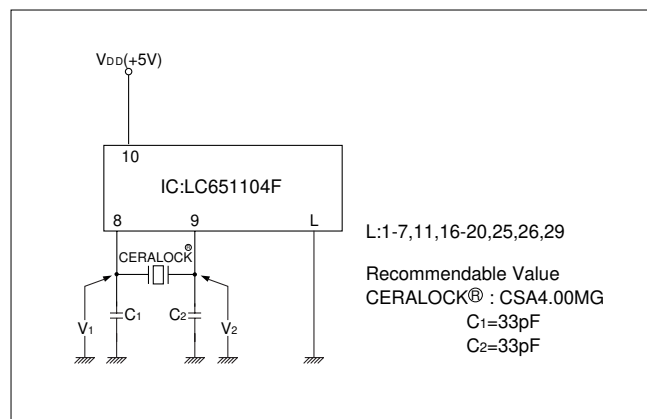 VDD(+5V)
10
IC:LC651104F
8 9 L
CERALOCK®
C1 C2
V1 V2
L:1-7,11,16-20,25,26,29
Recommendable Value
CERALOCK® : CSA4.00MG
C1=33pF
C2=33pF